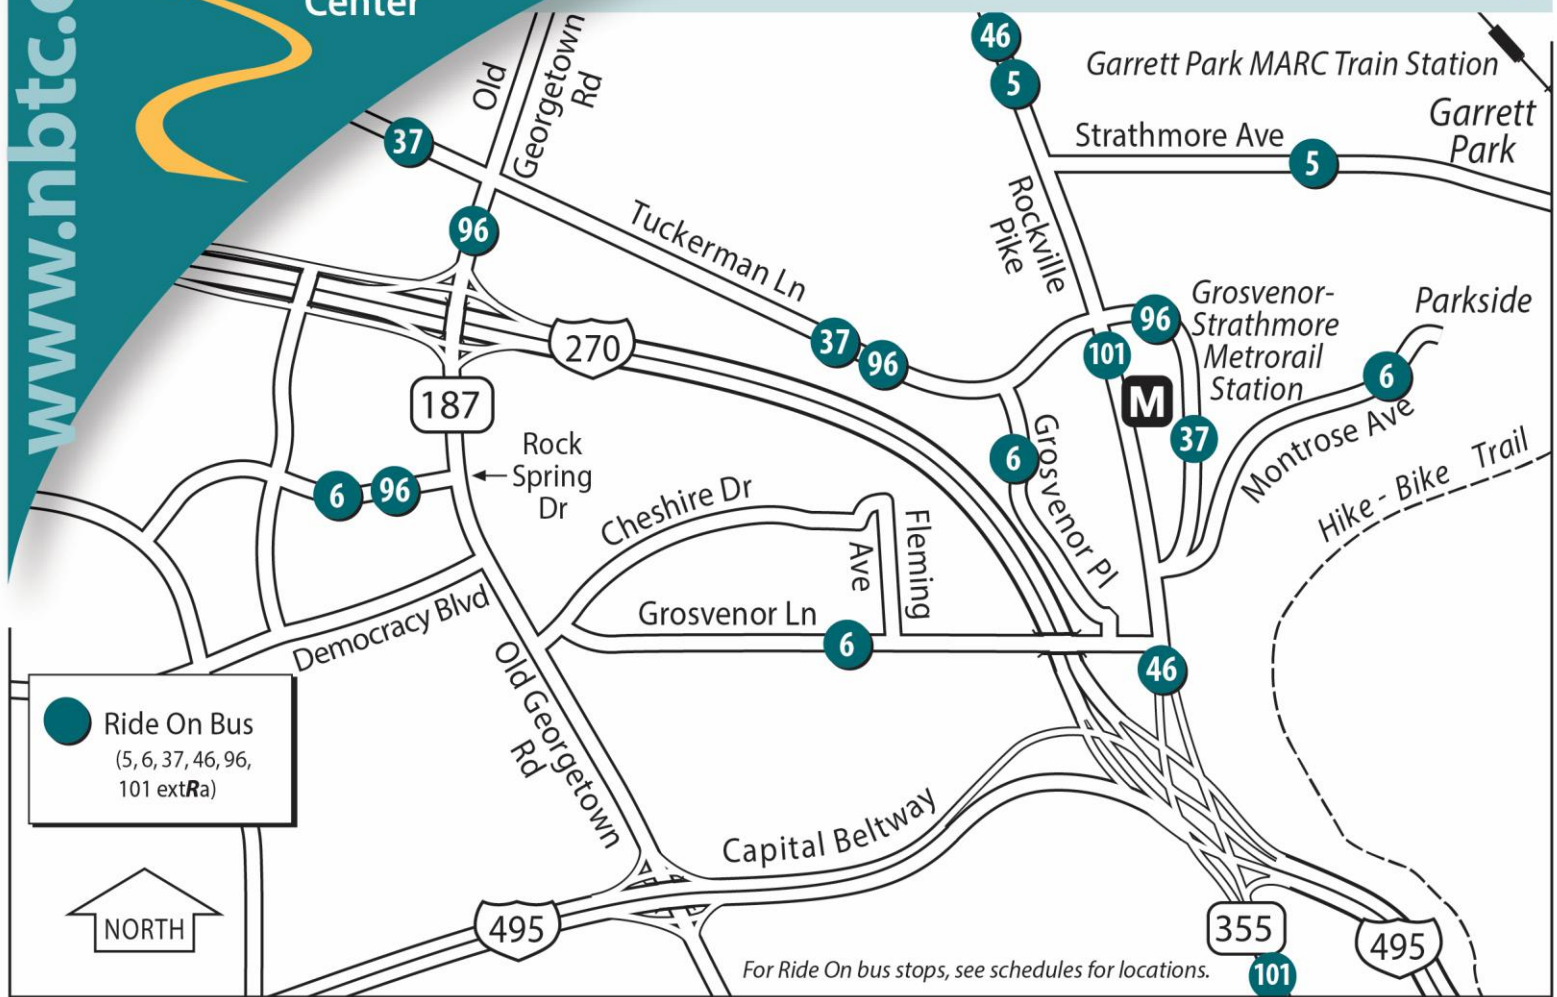 Center
www.nbtc.
Old
Georgetown
Rd
46
5
Garrett Park MARC Train Station
Garrett
Park
Strathmore Ave
5
37
96
Tuckerman Ln
Rockville
Pike
Grosvenor-
Strathmore
Metrorail
Station
Parkside
96
101
37
96
270
6
M
187
37
Montrose Ave
Hike - Bike Trail
6
Grosvenor Pl
Rock
Spring
Dr
6
96
Cheshire Dr
Fleming
Ave
Grosvenor Ln
6
Democracy Blvd
46
Old Georgetown
Rd
Ride On Bus
(5, 6, 37, 46, 96,
101 extRa)
Capital Beltway
NORTH
495
355
495
For Ride On bus stops, see schedules for locations.
101